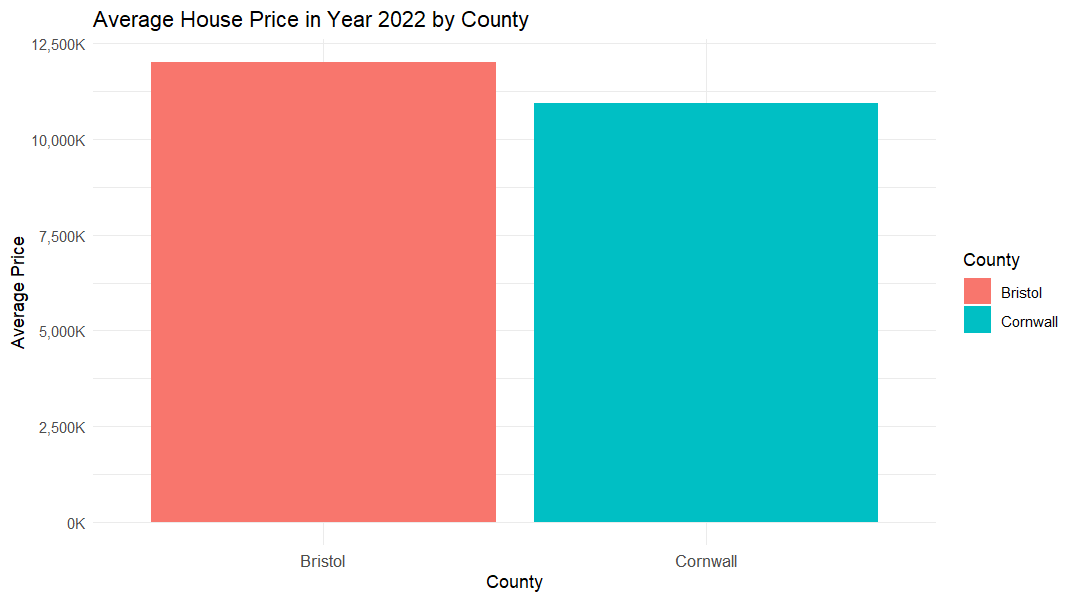 Average House Price in Year 2022 by County
12,500K
10,000K
7,500K
5,000K
2,500K
0K
Average Price
Bristol
Cornwall
County
County
Bristol
Cornwall